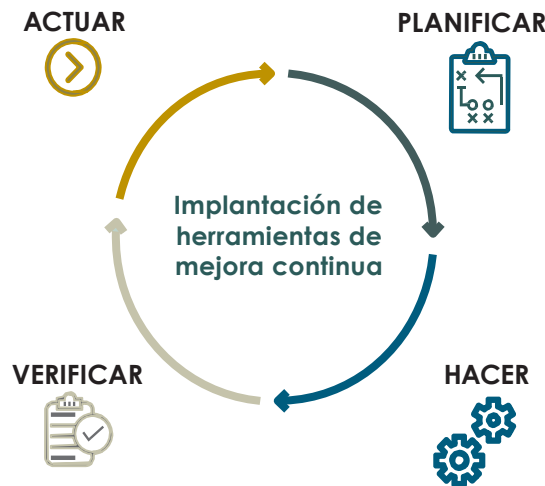 ACTUAR
PLANIFICAR
Implantación de
herramientas de
mejora continua
VERIFICAR
HACER